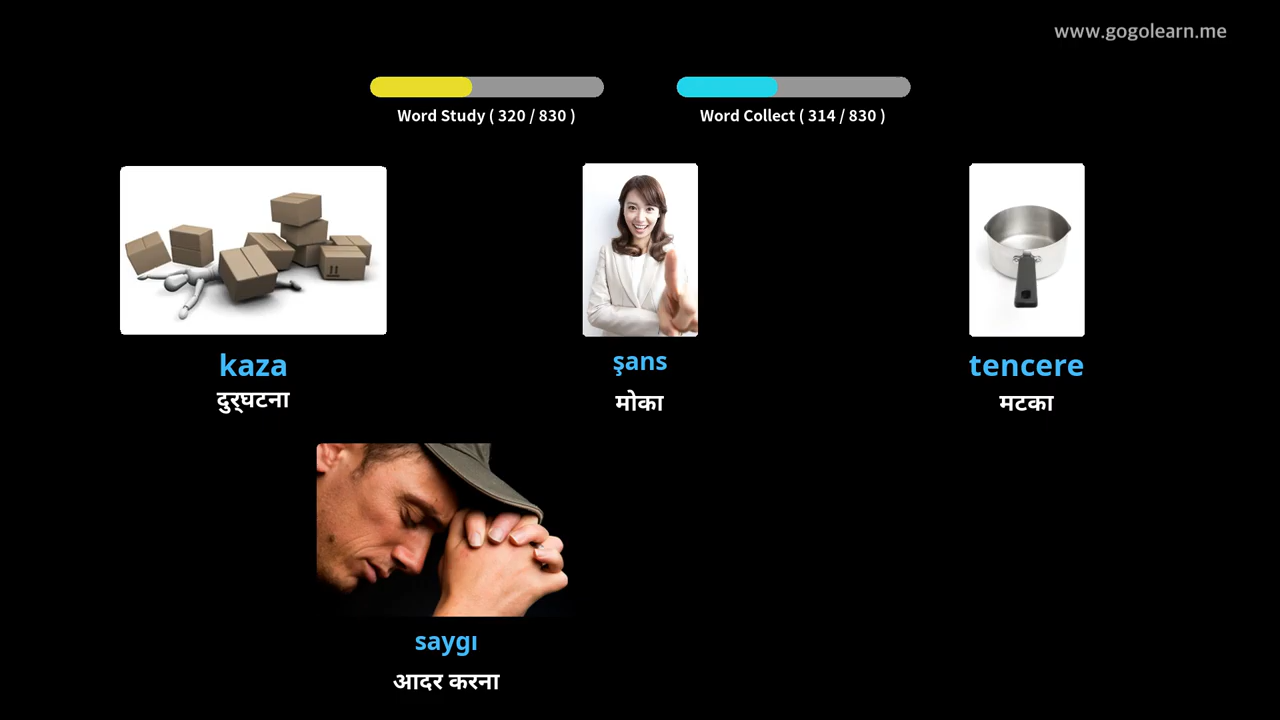 www.gogolearn.me
Word Study ( 320 / 830 )
Word Collect ( 314 / 830 )
kaza
दुर्घटना
şans
मोका
tencere
मटका
saygı
आदर करना